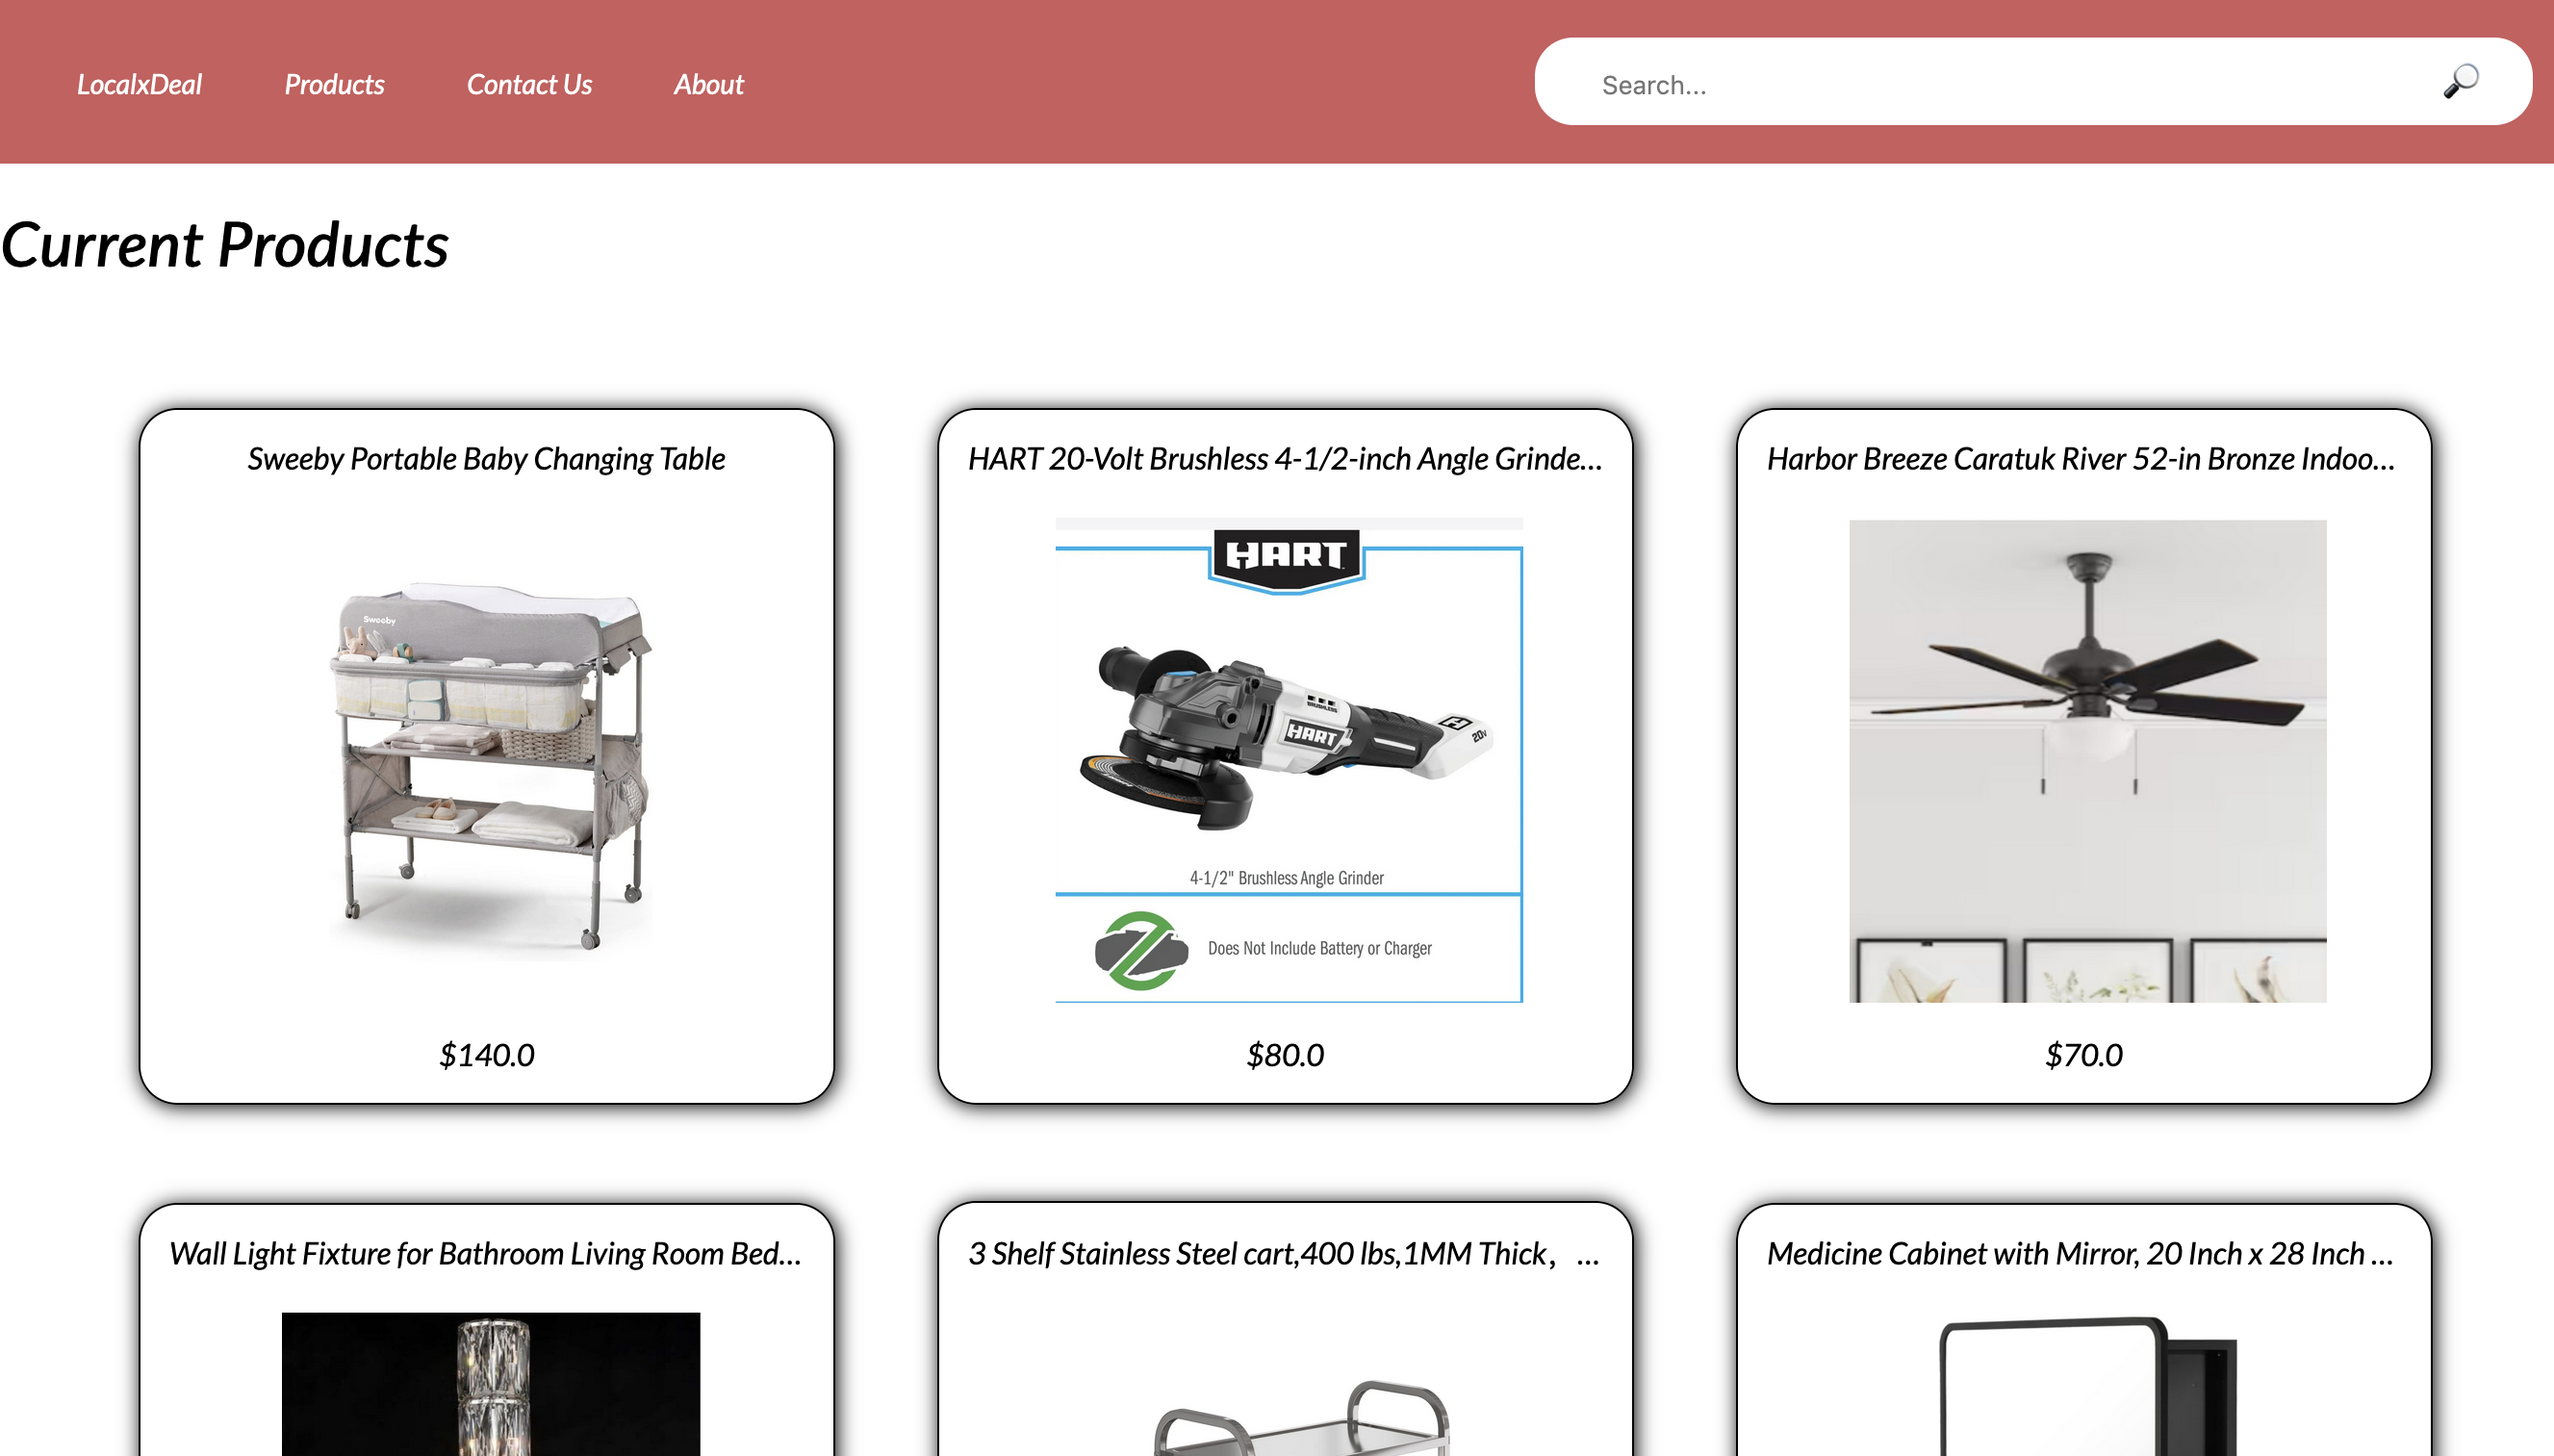 LocalxDeal Products Contact Us About Search...
Current Products
Sweeby Portable Baby Changing Table
Sweeby
$140.0
HART 20-Volt Brushless 4-1/2-inch Angle Grinde...
HART
BRUSHLESS
HART
20V
4-1/2" Brushless Angle Grinder
Does Not Include Battery or Charger
$80.0
Harbor Breeze Caratuk River 52-in Bronze Indoo...
$70.0
Wall Light Fixture for Bathroom Living Room Bed...
3 Shelf Stainless Steel cart,400 lbs,1MM Thick， ...
Medicine Cabinet with Mirror, 20 Inch x 28 Inch ...